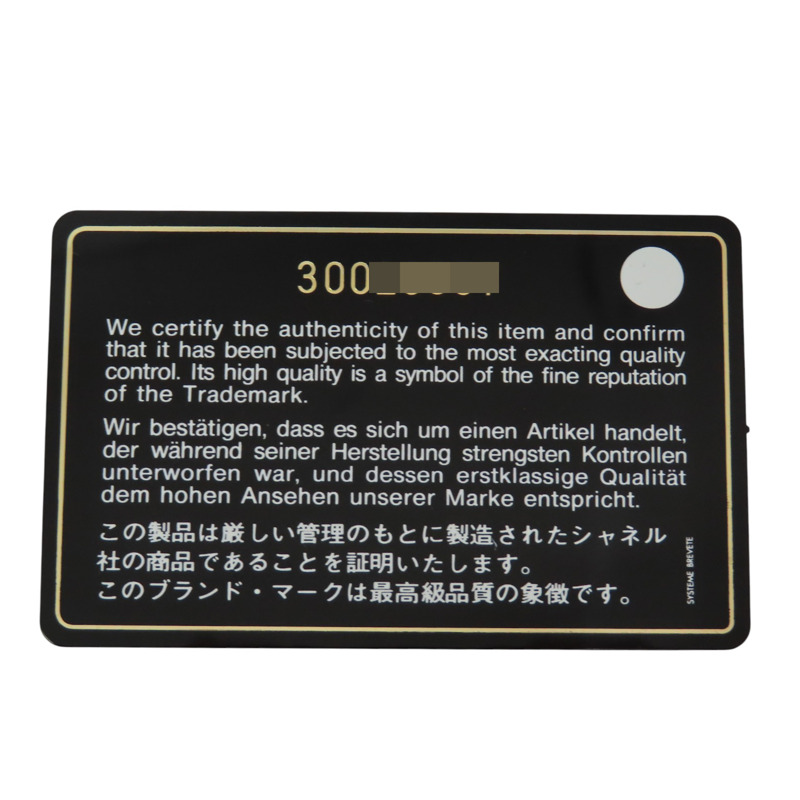 300
We certify the authenticity of this item and confirm
that it has been subjected to the most exacting quality
control. Its high quality is a symbol of the fine reputation
of the Trademark.
Wir bestätigen, dass es sich um einen Artikel handelt,
der während seiner Herstellung strengsten Kontrollen
unterworfen war, und dessen erstklassige Qualität
dem hohen Ansehen unserer Marke entspricht.
この製品は厳しい管理のもとに製造されたシャネル
社の商品であることを証明いたします。
このブランド・マークは最高級品質の象徴です。
SYSTEME BREVETE